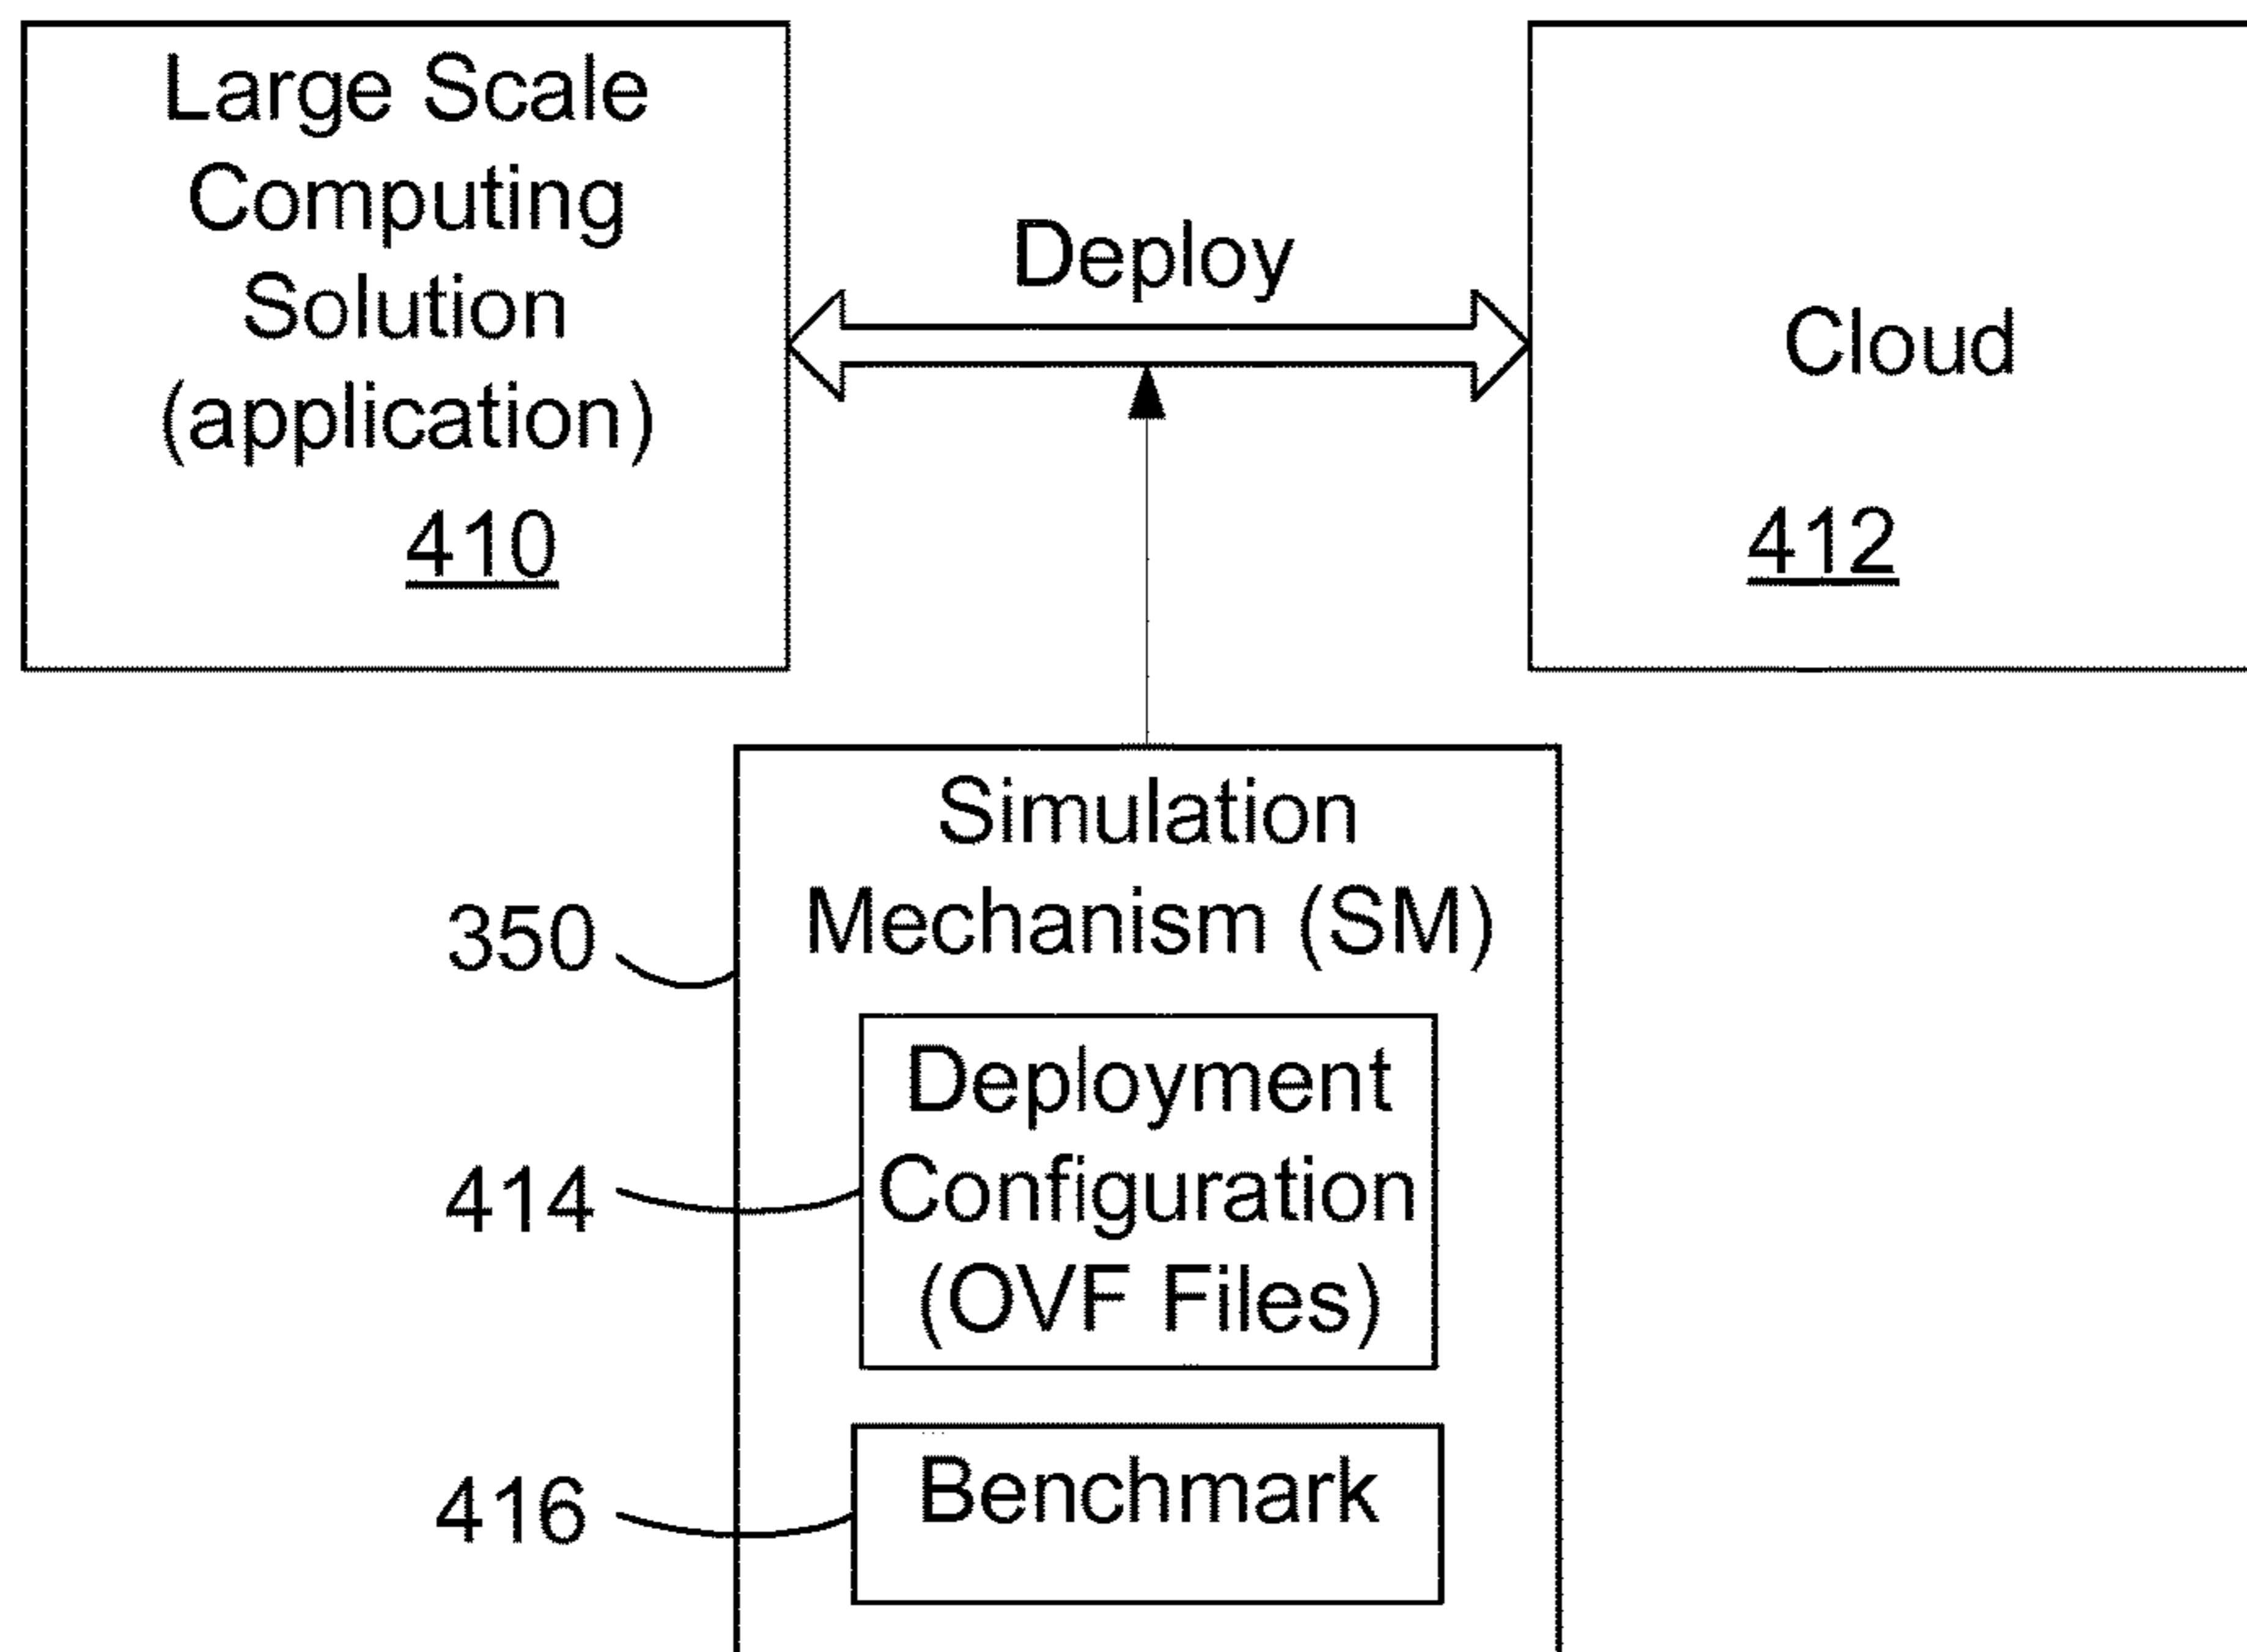 Large Scale
Computing
Solution
(application)
410
Deploy
Cloud
412
Simulation
Mechanism (SM)
350
Deployment
Configuration
(OVF Files)
414
Benchmark
416